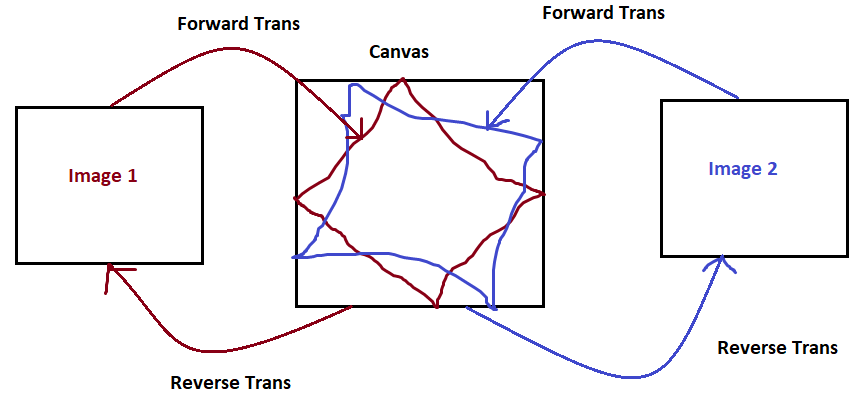 Forward Trans
Forward Trans
Canvas
Image 1
Image 2
Reverse Trans
Reverse Trans